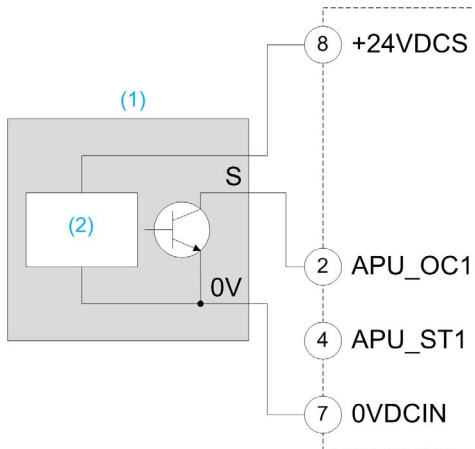 8 +24VDCS
(1)
S
(2)
2 APU_OC1
0V
4 APU_ST1
7 0VDCIN